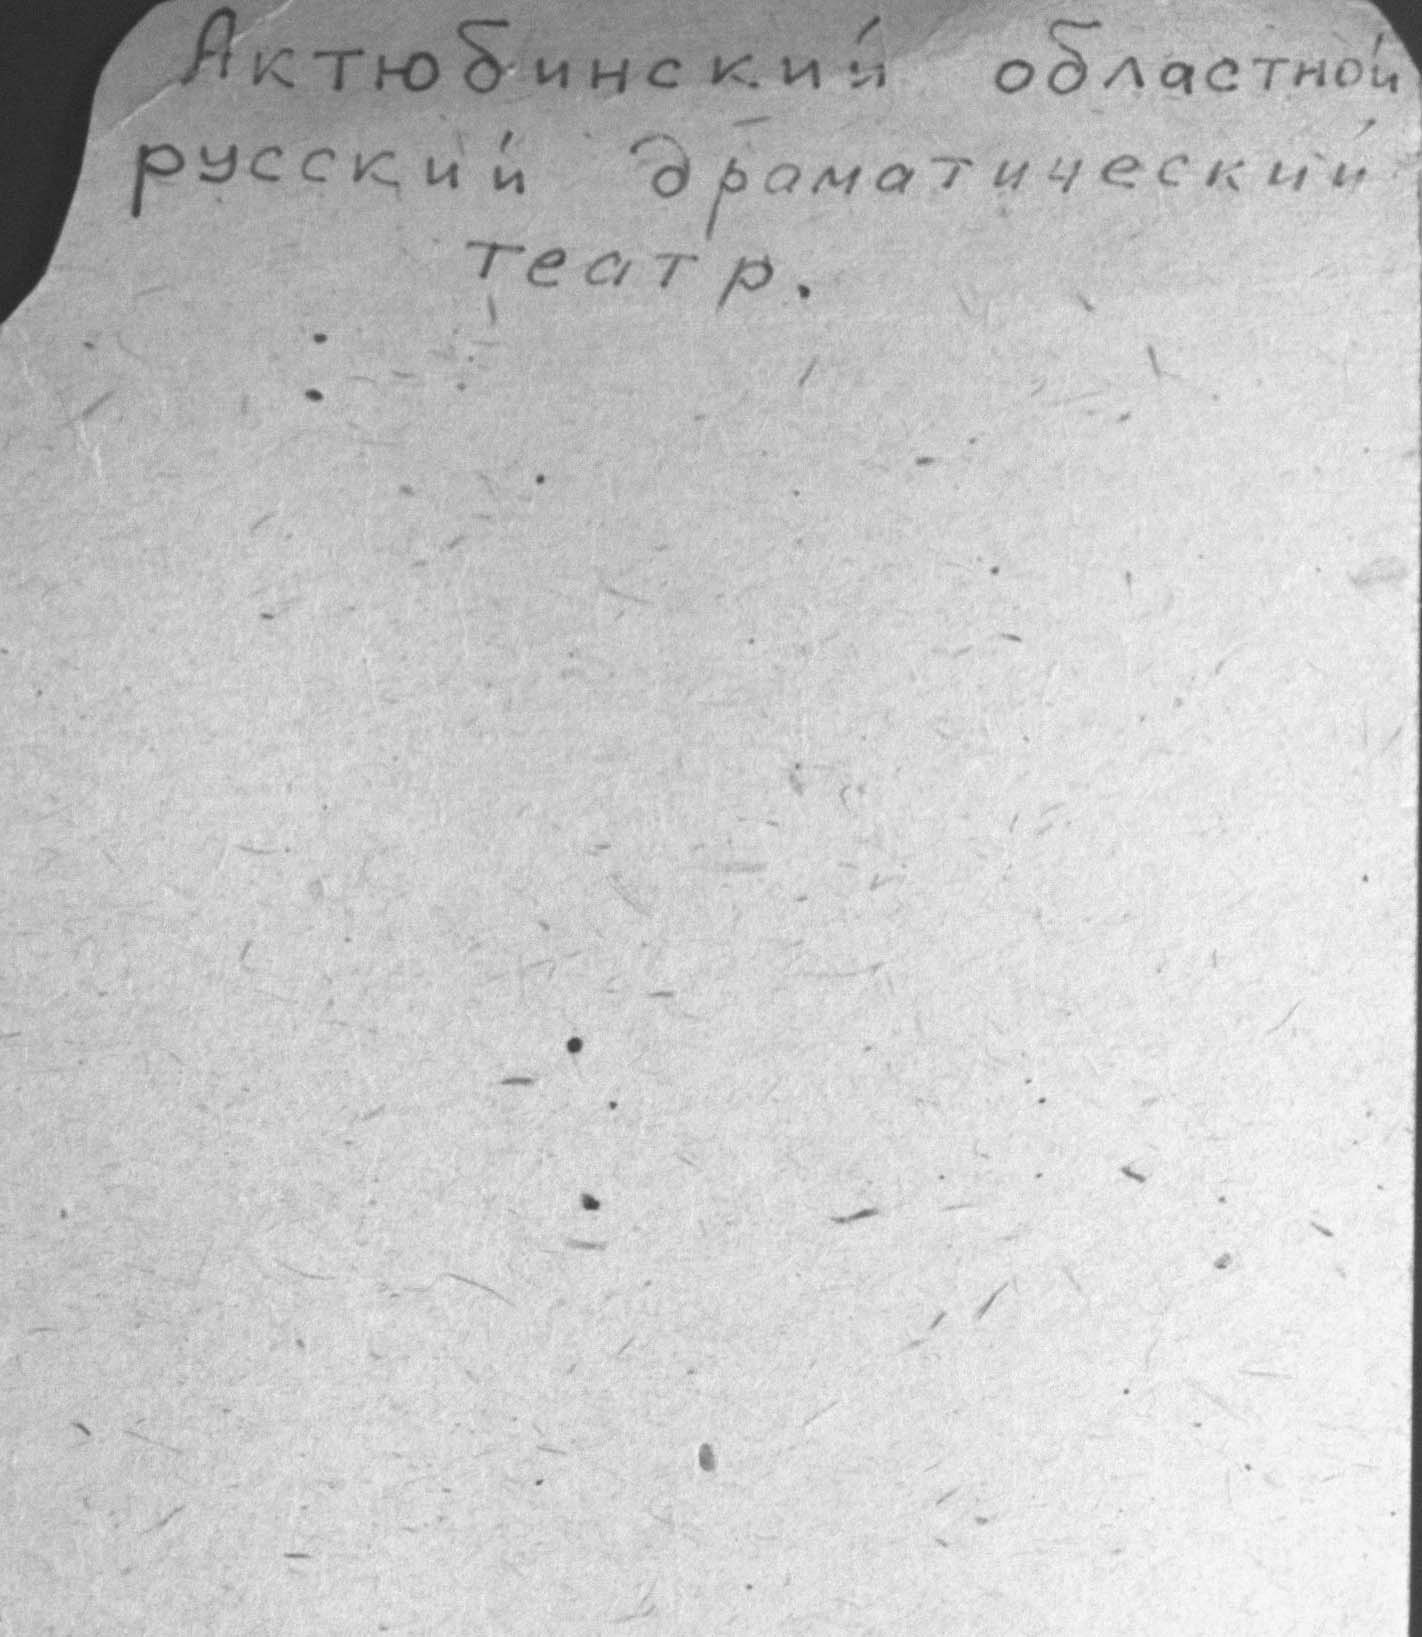 Актюбинский областной
русский драматический
театр.